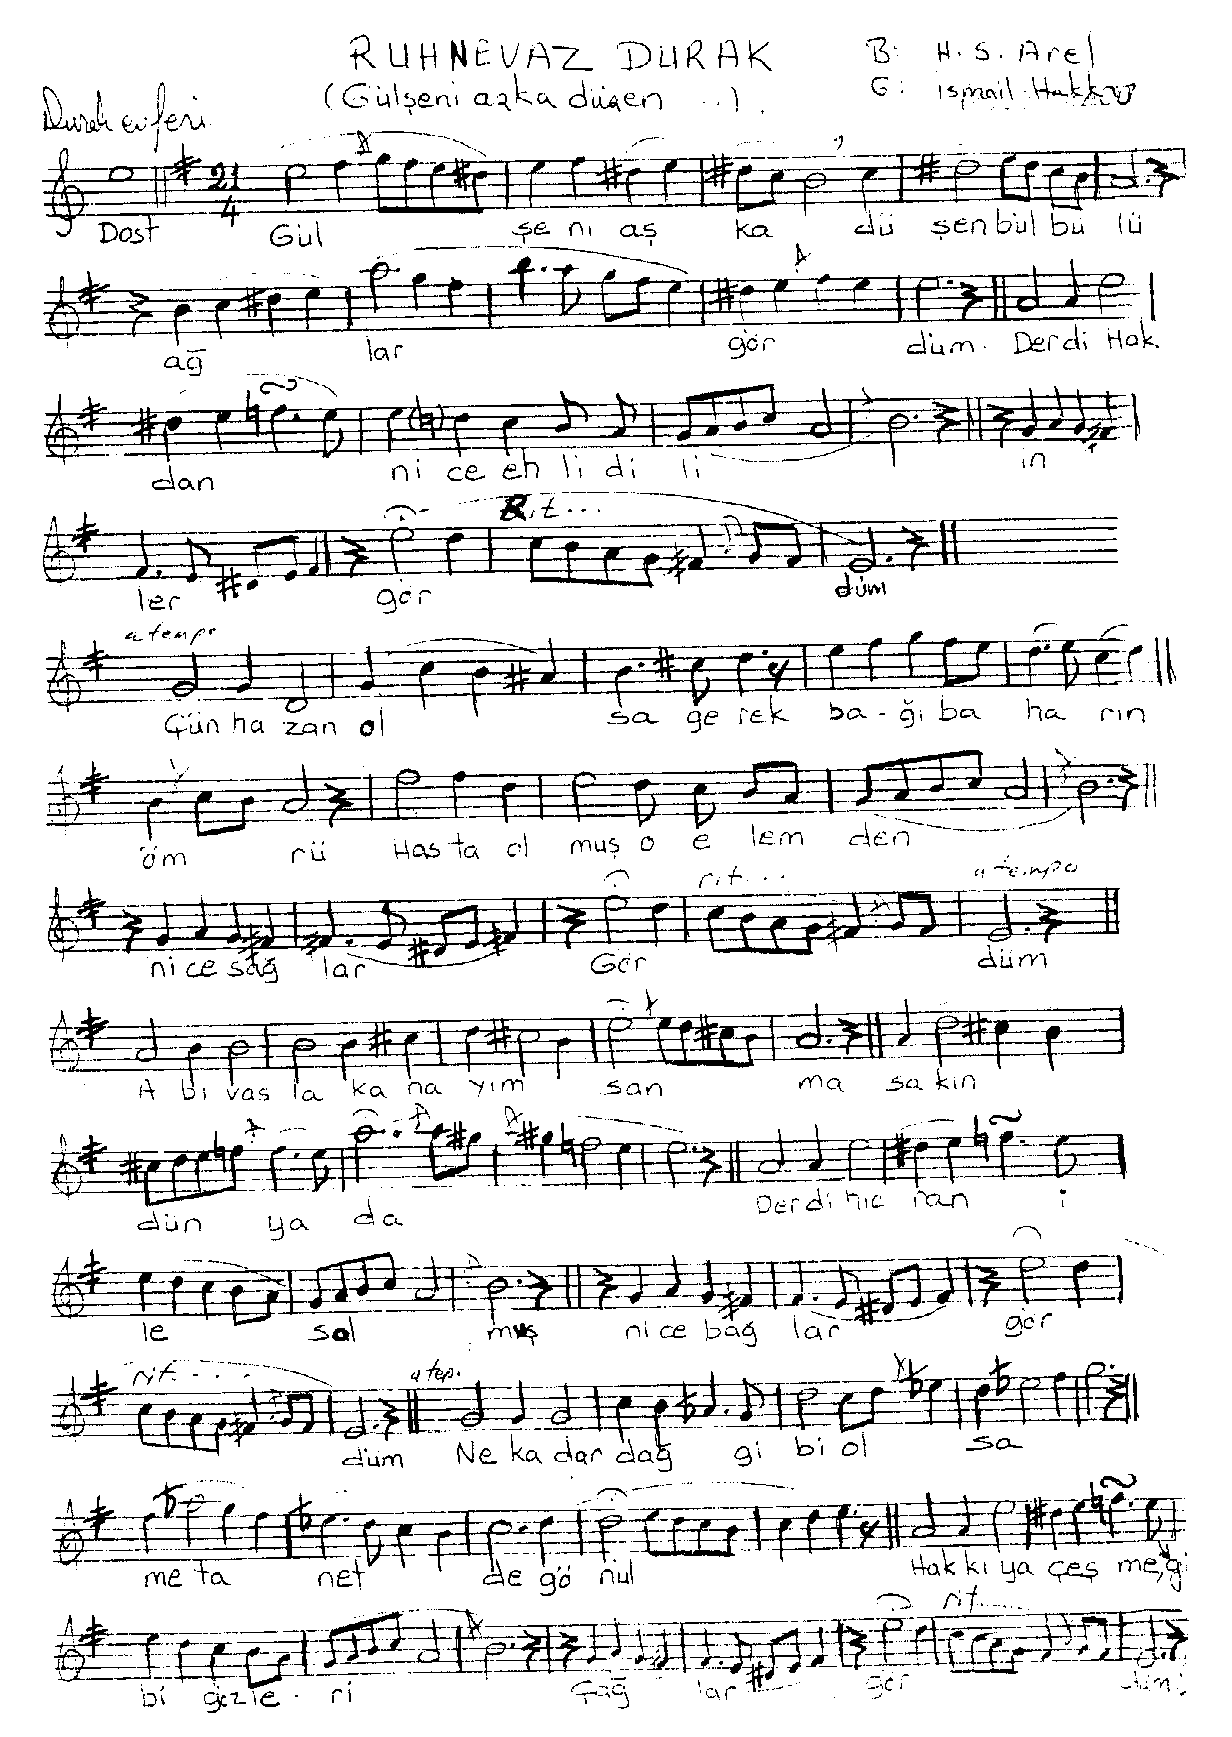 RUHNEVAZ DURAK
B: H. S. Arel
(Gülşeni aşka düşen ...)
G: ismail Hakkı
Durak evferi
21
4
Dost Gül şe ni aş ka dü şen bül bü lü
ağ lar gör düm. Derdi Hak.
dan ni ce eh li di li in
Rit...
ler gör düm
a tempo
Gün ha zan ol sa ge rek ba - ği ba ha rın
öm rü Has ta ol muş o e lem den
rit... a tempo
ni ce sağ lar Gör düm
A bi vas la ka na yım san ma sa kın
dün ya da Derdi hic ran i
le sol muş ni ce bağ lar gör
rit.... a tep.
düm Ne ka dar dağ gi bi ol sa
me ta net de gö nül Hak kı ya çeş me, gi
rit.....
bi gözle - ri çağ lar gör düm